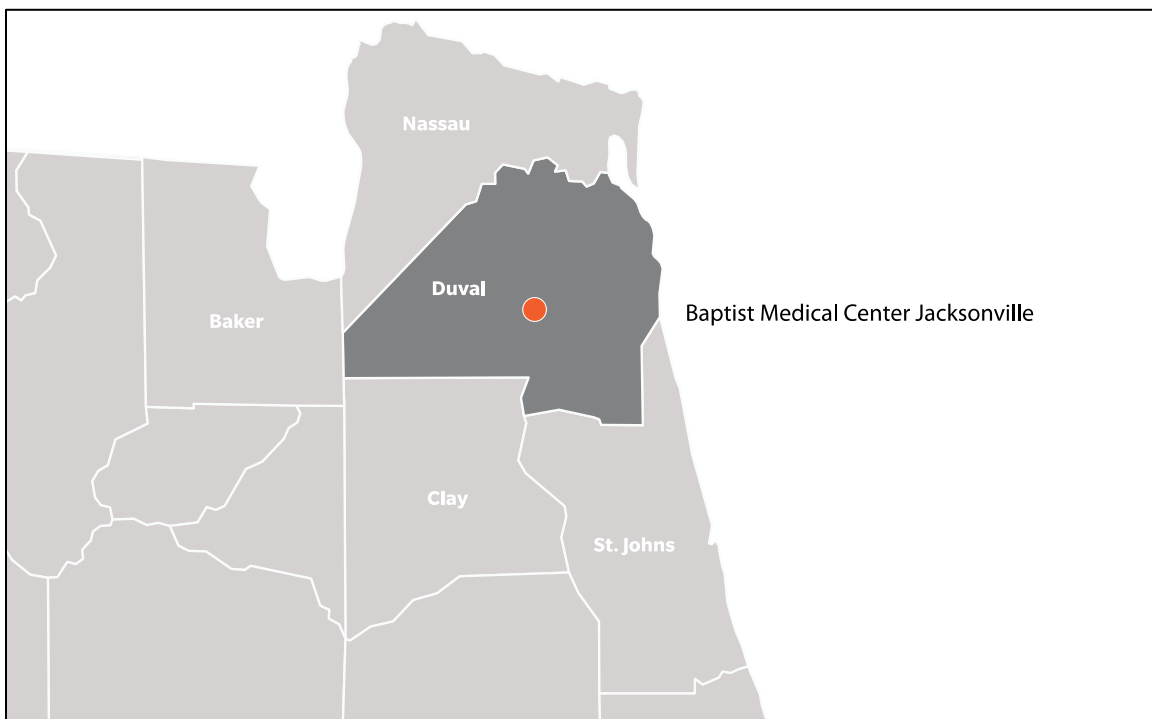 Nassau
Duval
Baker
Baptist Medical Center Jacksonville
Clay
St. Johns